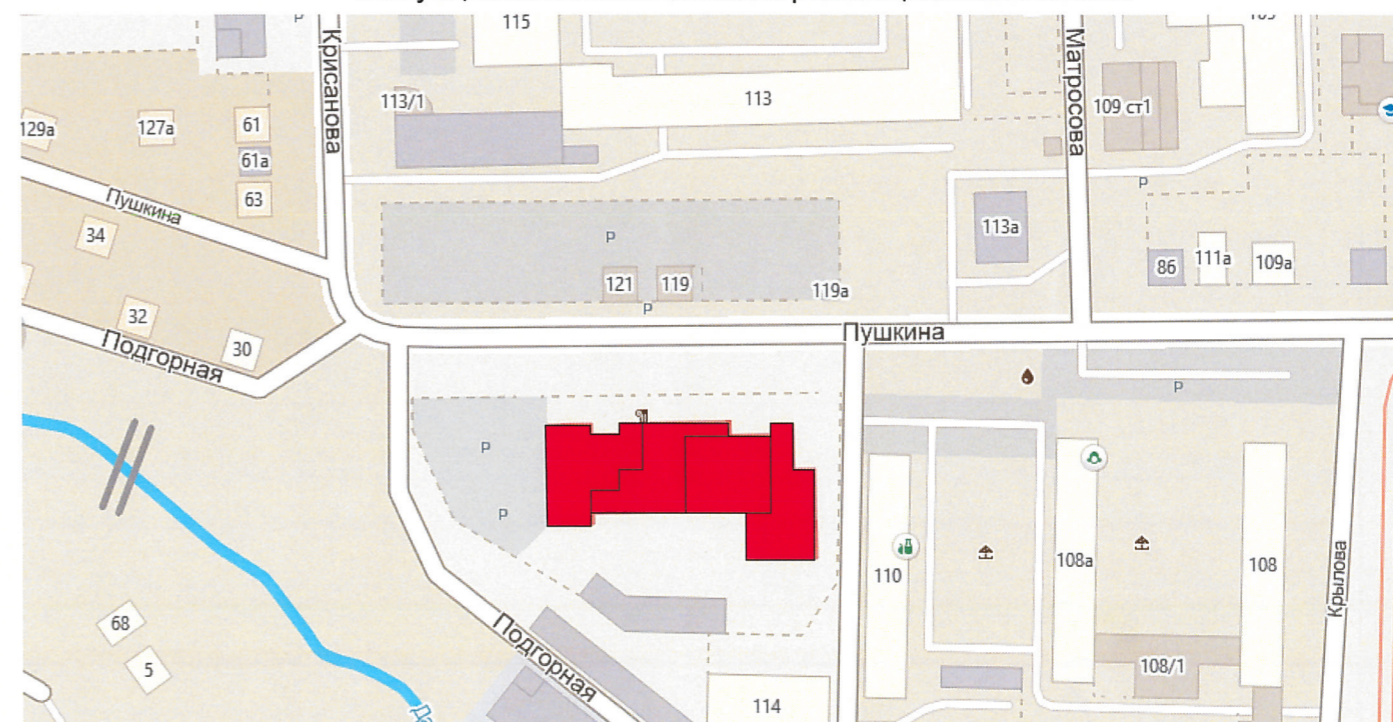 115
109
Крисанова
Матросова
113/1
113
109 ст1
129а
127а
61
61а
63
Пушкина
34
P
113а
86
111а
109а
121
119
119а
P
P
P
32
30
Подгорная
Пушкина
P
P
P
110
108а
108
Крылова
68
5
Подгорная
108/1
114